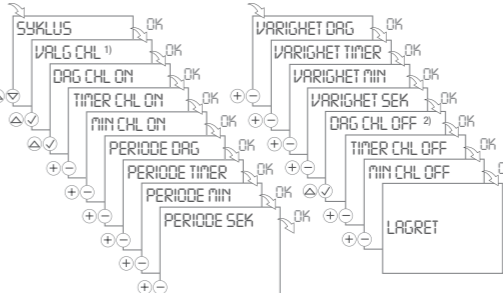 SYKLUS
OK
VALG CHL 1)
OK
DAG CHL ON
OK
TIMER CHL ON
OK
MIN CHL ON
OK
PERIODE DAG
OK
PERIODE TIMER
OK
PERIODE MIN
OK
PERIODE SEK
OK
VARIGHET DAG
OK
VARIGHET TIMER
OK
VARIGHET MIN
OK
VARIGHET SEK
OK
DAG CHL OFF 2)
OK
TIMER CHL OFF
OK
MIN CHL OFF
LAGRET